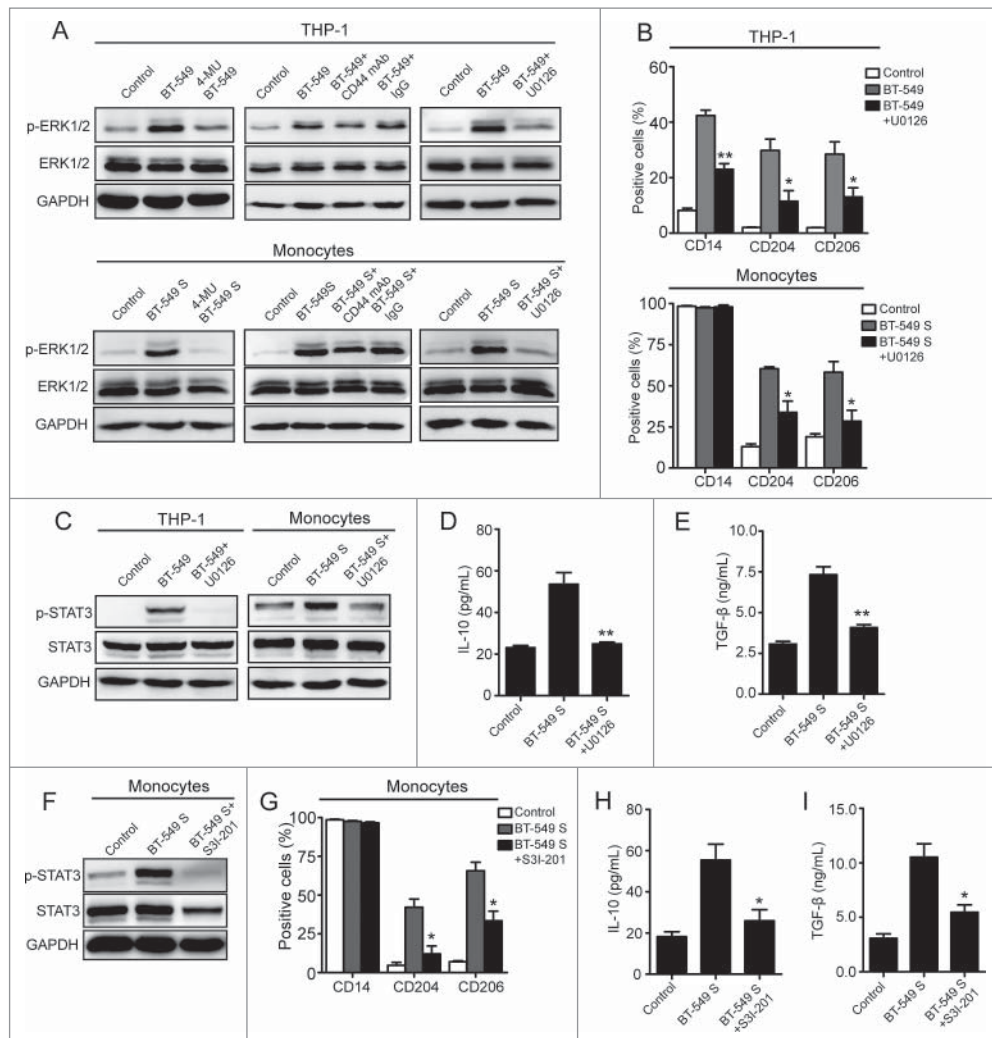 A
THP-1
Control
BT-549
4-MU
BT-549
Control
BT-549
BT-549+
CD44 mAb
BT-549+
IgG
Control
BT-549
BT-549+
U0126
p-ERK1/2
ERK1/2
GAPDH
Monocytes
Control
BT-549 S
4-MU
BT-549 S
Control
BT-549S
BT-549 S+
CD44 mAb
BT-549 S+
IgG
Control
BT-549 S
BT-549 S+
U0126
p-ERK1/2
ERK1/2
GAPDH
B
THP-1
Positive cells (%)
60
40
20
0
Control
BT-549
BT-549
+U0126
**
*
*
CD14 CD204 CD206
Monocytes
Positive cells (%)
100
75
50
25
0
Control
BT-549 S
BT-549 S
+U0126
*
*
CD14 CD204 CD206
C
THP-1
Monocytes
Control
BT-549
BT-549+
U0126
Control
BT-549 S
BT-549 S+
U0126
p-STAT3
STAT3
GAPDH
D
IL-10 (pg/mL)
80
60
40
20
0
**
Control
BT-549 S
BT-549 S
+U0126
E
TGF-β (ng/mL)
10.0
7.5
5.0
2.5
0.0
**
Control
BT-549 S
BT-549 S
+U0126
F
Monocytes
Control
BT-549 S
BT-549 S+
S3I-201
p-STAT3
STAT3
GAPDH
G
Monocytes
Positive cells (%)
100
75
50
25
0
Control
BT-549 S
BT-549 S
+S3I-201
*
*
CD14 CD204 CD206
H
IL-10 (pg/mL)
80
60
40
20
0
*
Control
BT-549 S
BT-549 S
+S3I-201
I
TGF-β (ng/mL)
15.0
10.0
5.0
0.0
*
Control
BT-549 S
BT-549 S
+S3I-201